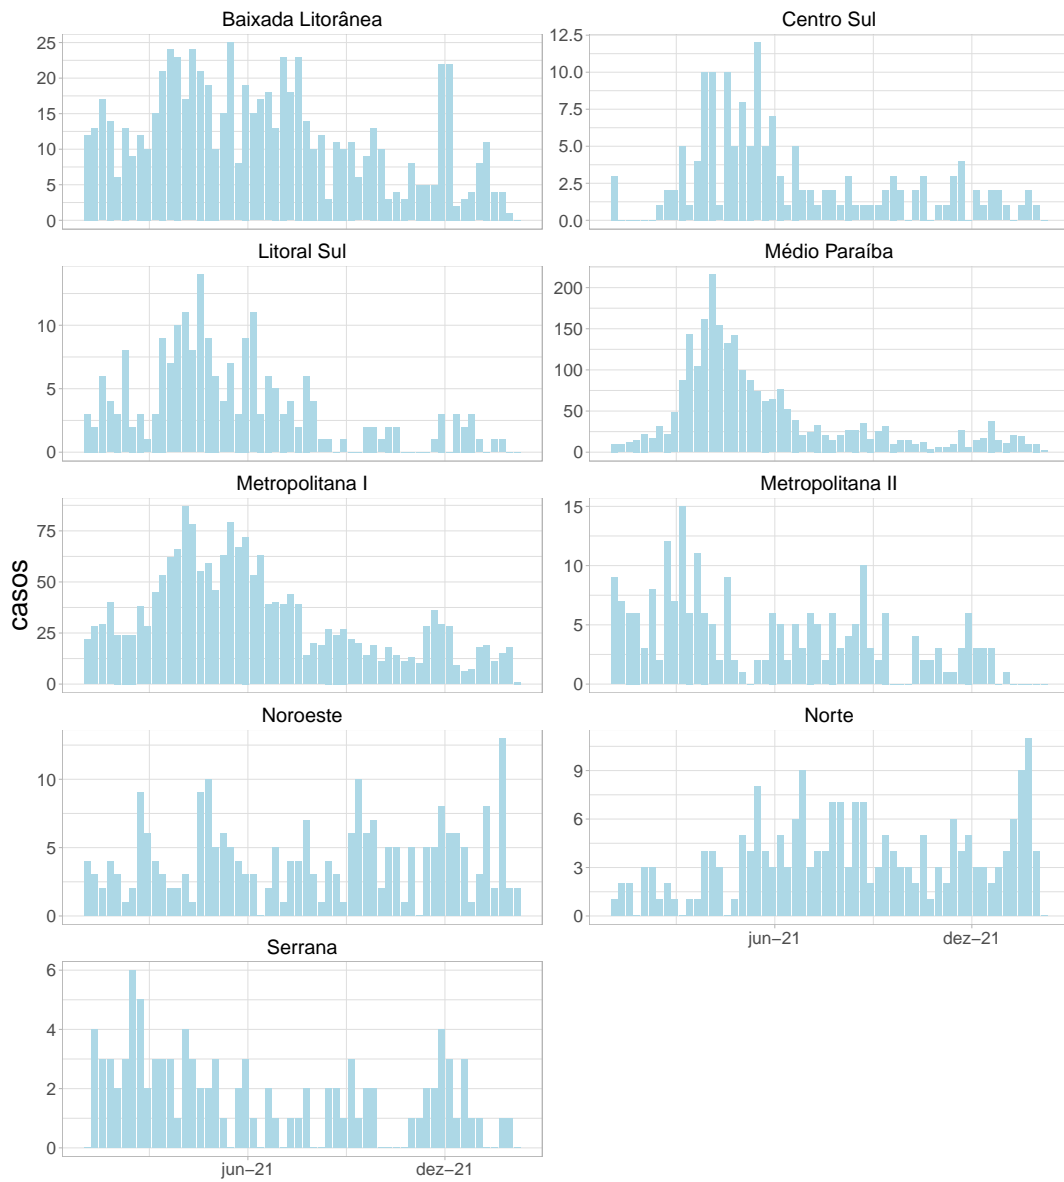 Baixada Litorânea
Centro Sul
25
20
15
10
5
0
12.5
10.0
7.5
5.0
2.5
0.0
Litoral Sul
Médio Paraíba
10
5
0
200
150
100
50
0
Metropolitana I
Metropolitana II
75
50
25
0
15
10
5
0
casos
Noroeste
Norte
10
5
0
9
6
3
0
jun–21
dez–21
Serrana
6
4
2
0
jun–21
dez–21